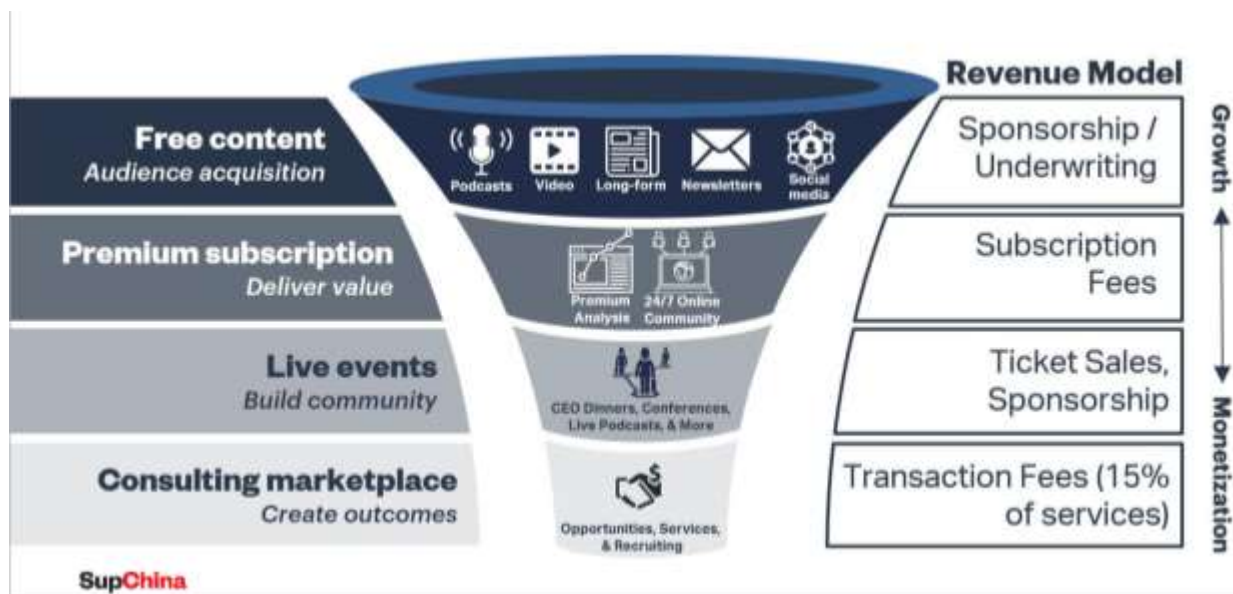 Revenue Model
Free content
Audience acquisition
Podcasts
Video
Long-form
Newsletters
Social
media
Sponsorship /
Underwriting
Growth
Premium subscription
Deliver value
Premium
Analysis
24/7 Online
Community
Subscription
Fees
Live events
Build community
CEO Dinners, Conferences,
Live Podcasts, & More
Ticket Sales,
Sponsorship
Monetization
Consulting marketplace
Create outcomes
$
Opportunities, Services,
& Recruiting
Transaction Fees (15%
of services)
SupChina